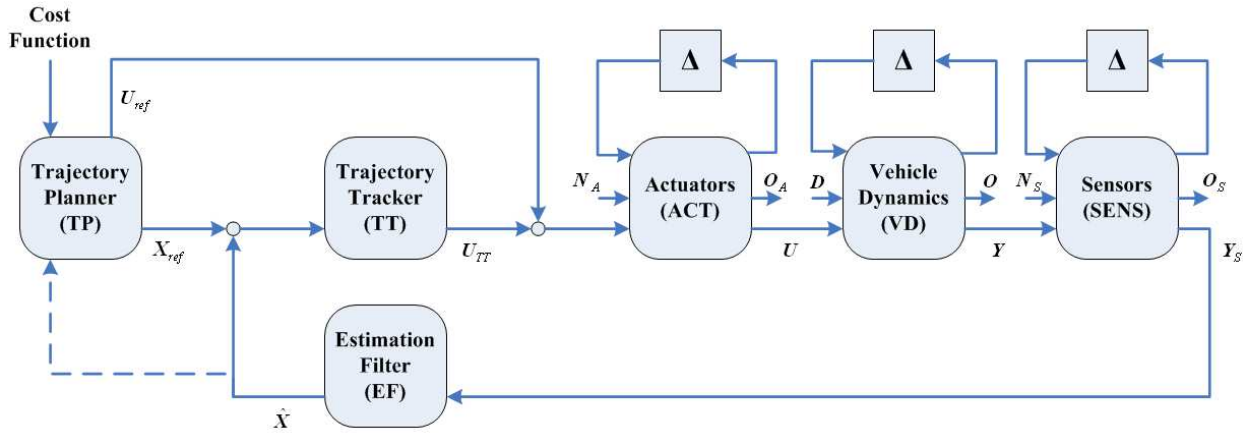 Cost
Function
U_ref
Trajectory
Planner
(TP)
X_ref
Trajectory
Tracker
(TT)
U_TT
Δ
N_A
Actuators
(ACT)
O_A
U
Δ
D
Vehicle
Dynamics
(VD)
O
Y
Δ
N_S
Sensors
(SENS)
O_S
Y_S
Estimation
Filter
(EF)
X̂